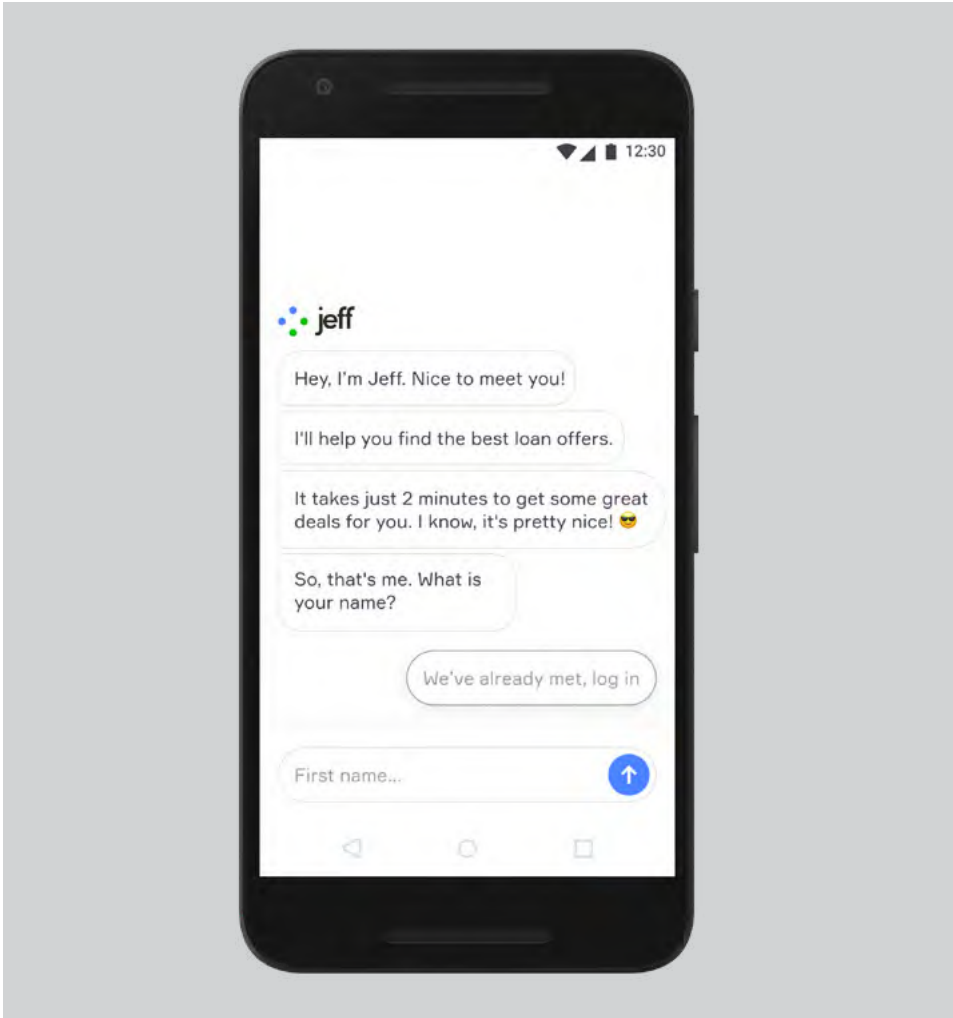 12:30
jeff
Hey, I'm Jeff. Nice to meet you!
I'll help you find the best loan offers.
It takes just 2 minutes to get some great
deals for you. I know, it's pretty nice! 😎
So, that's me. What is
your name?
We've already met, log in
First name...